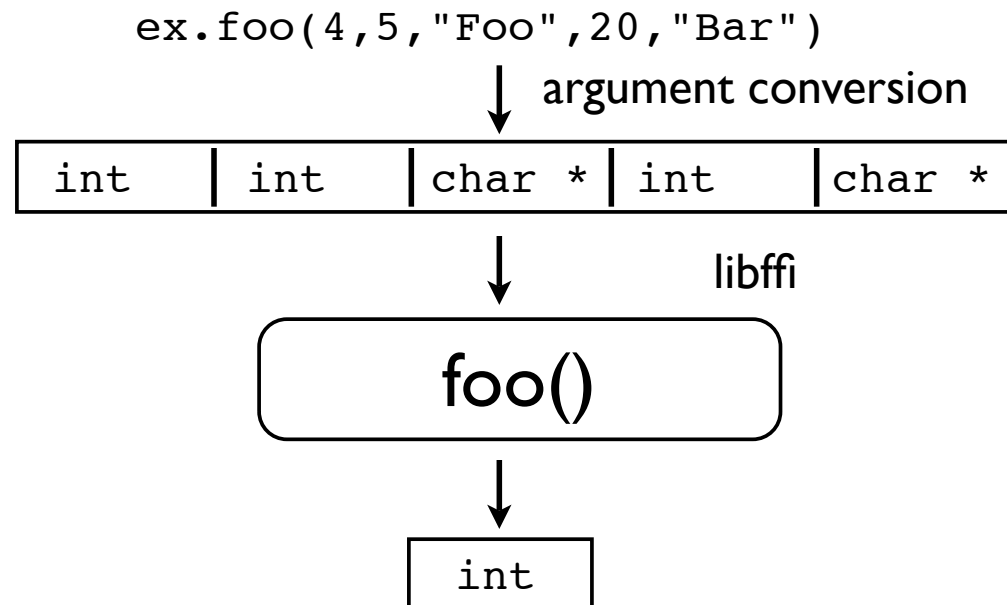 ex.foo(4,5,"Foo",20,"Bar")
argument conversion
int int char * int char *
libffi
foo()
int